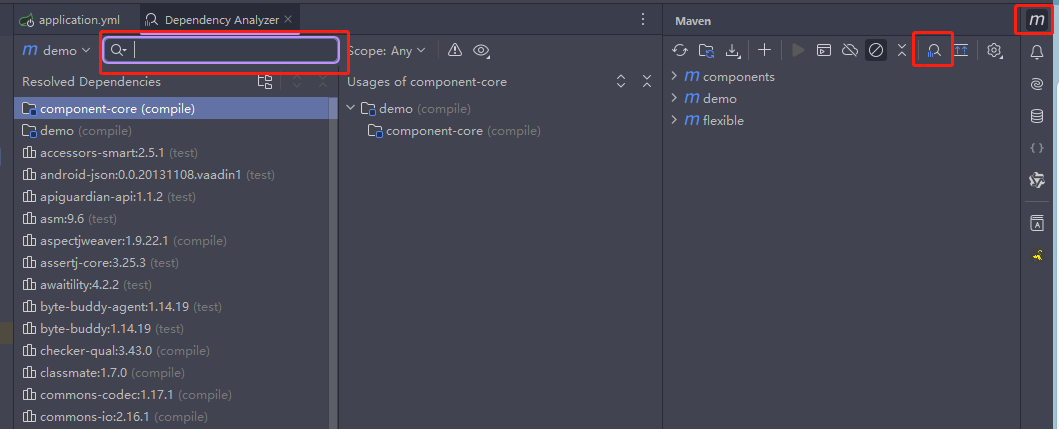 application.yml
Dependency Analyzer
Maven
m
m demo
Scope: Any
Resolved Dependencies
Usages of component-core
component-core (compile)
demo (compile)
accessors-smart:2.5.1 (test)
android-json:0.0.20131108.vaadin1 (test)
apiguardian-api:1.1.2 (test)
asm:9.6 (test)
aspectjweaver:1.9.22.1 (compile)
assertj-core:3.25.3 (test)
awaitility:4.2.2 (test)
byte-buddy-agent:1.14.19 (test)
byte-buddy:1.14.19 (test)
checker-qual:3.43.0 (compile)
classmate:1.7.0 (compile)
commons-codec:1.17.1 (compile)
commons-io:2.16.1 (compile)
demo (compile)
component-core (compile)
m components
m demo
m flexible